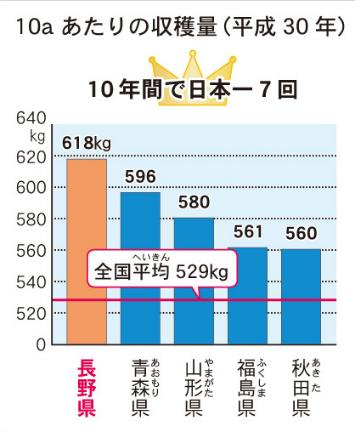 10a あたりの収穫量（平成 30 年）
10年間で日本一7回
640
kg
620
600
580
560
540
520
0
618kg
596
580
561
560
へいきん
全国平均 529kg
長野県
青森県
あおもり
山形県
やまがた
福島県
ふくしま
秋田県
あきた